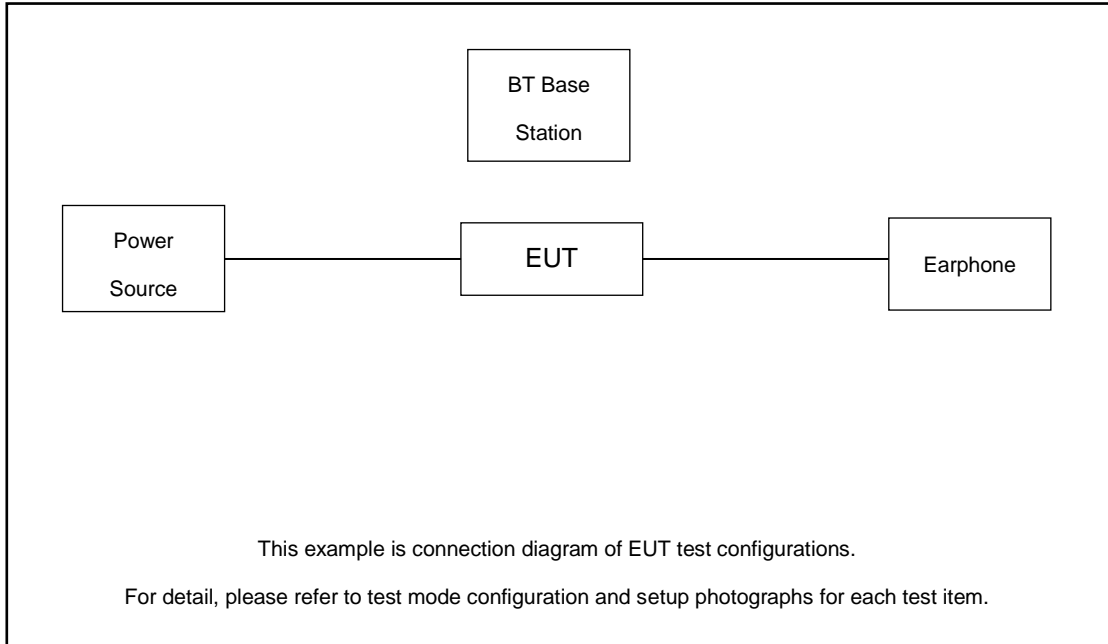 BT Base
Station
Power
Source
EUT
Earphone
This example is connection diagram of EUT test configurations.
For detail, please refer to test mode configuration and setup photographs for each test item.